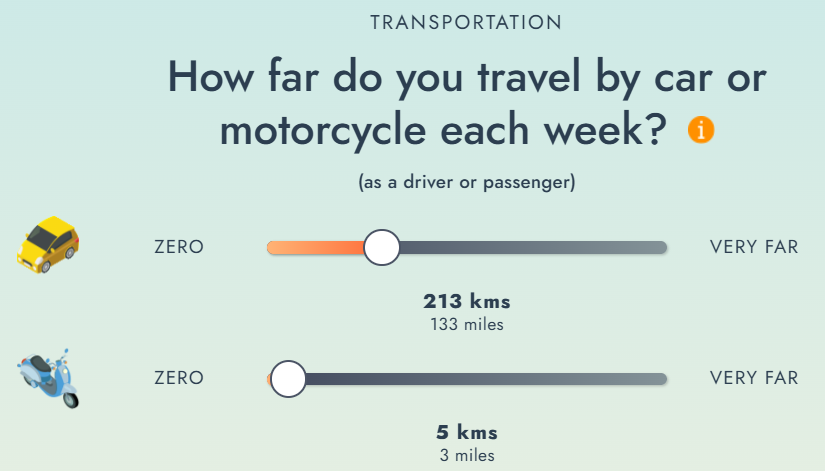 TRANSPORTATION
How far do you travel by car or
motorcycle each week? i
(as a driver or passenger)
ZERO VERY FAR
213 kms
133 miles
ZERO VERY FAR
5 kms
3 miles